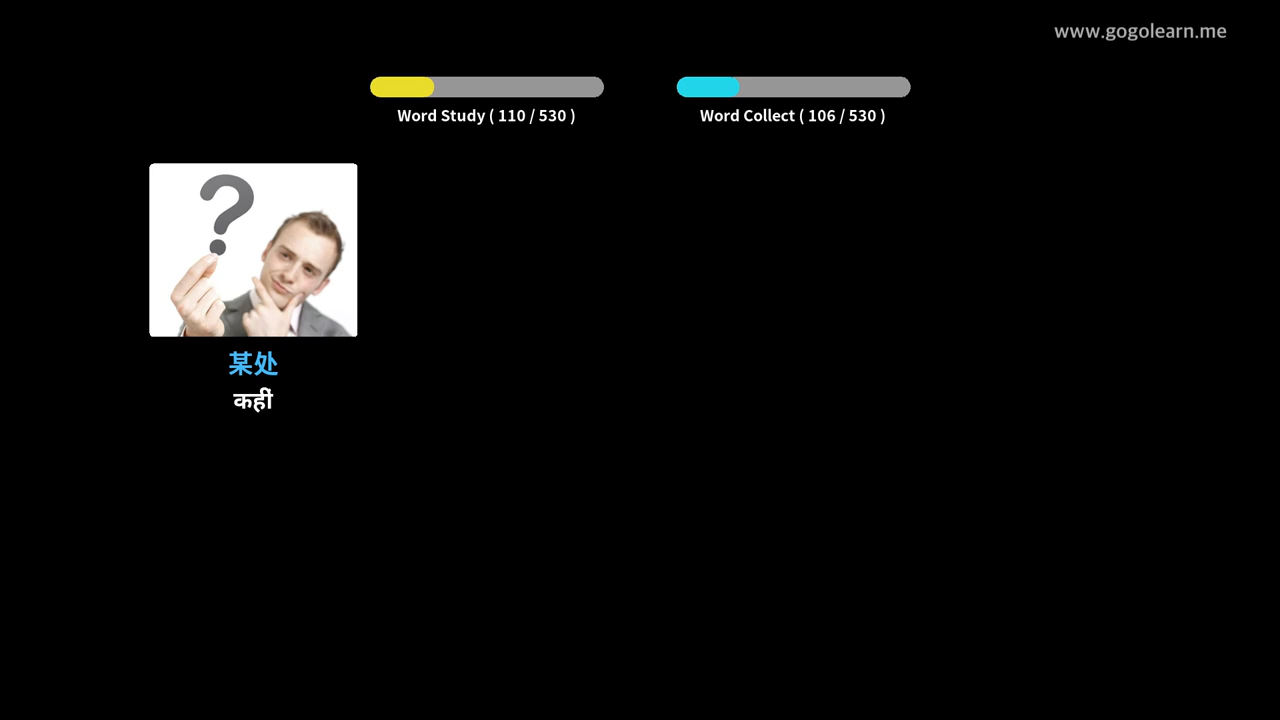 www.gogolearn.me
Word Study ( 110 / 530 )
Word Collect ( 106 / 530 )
?
某处
कहीं